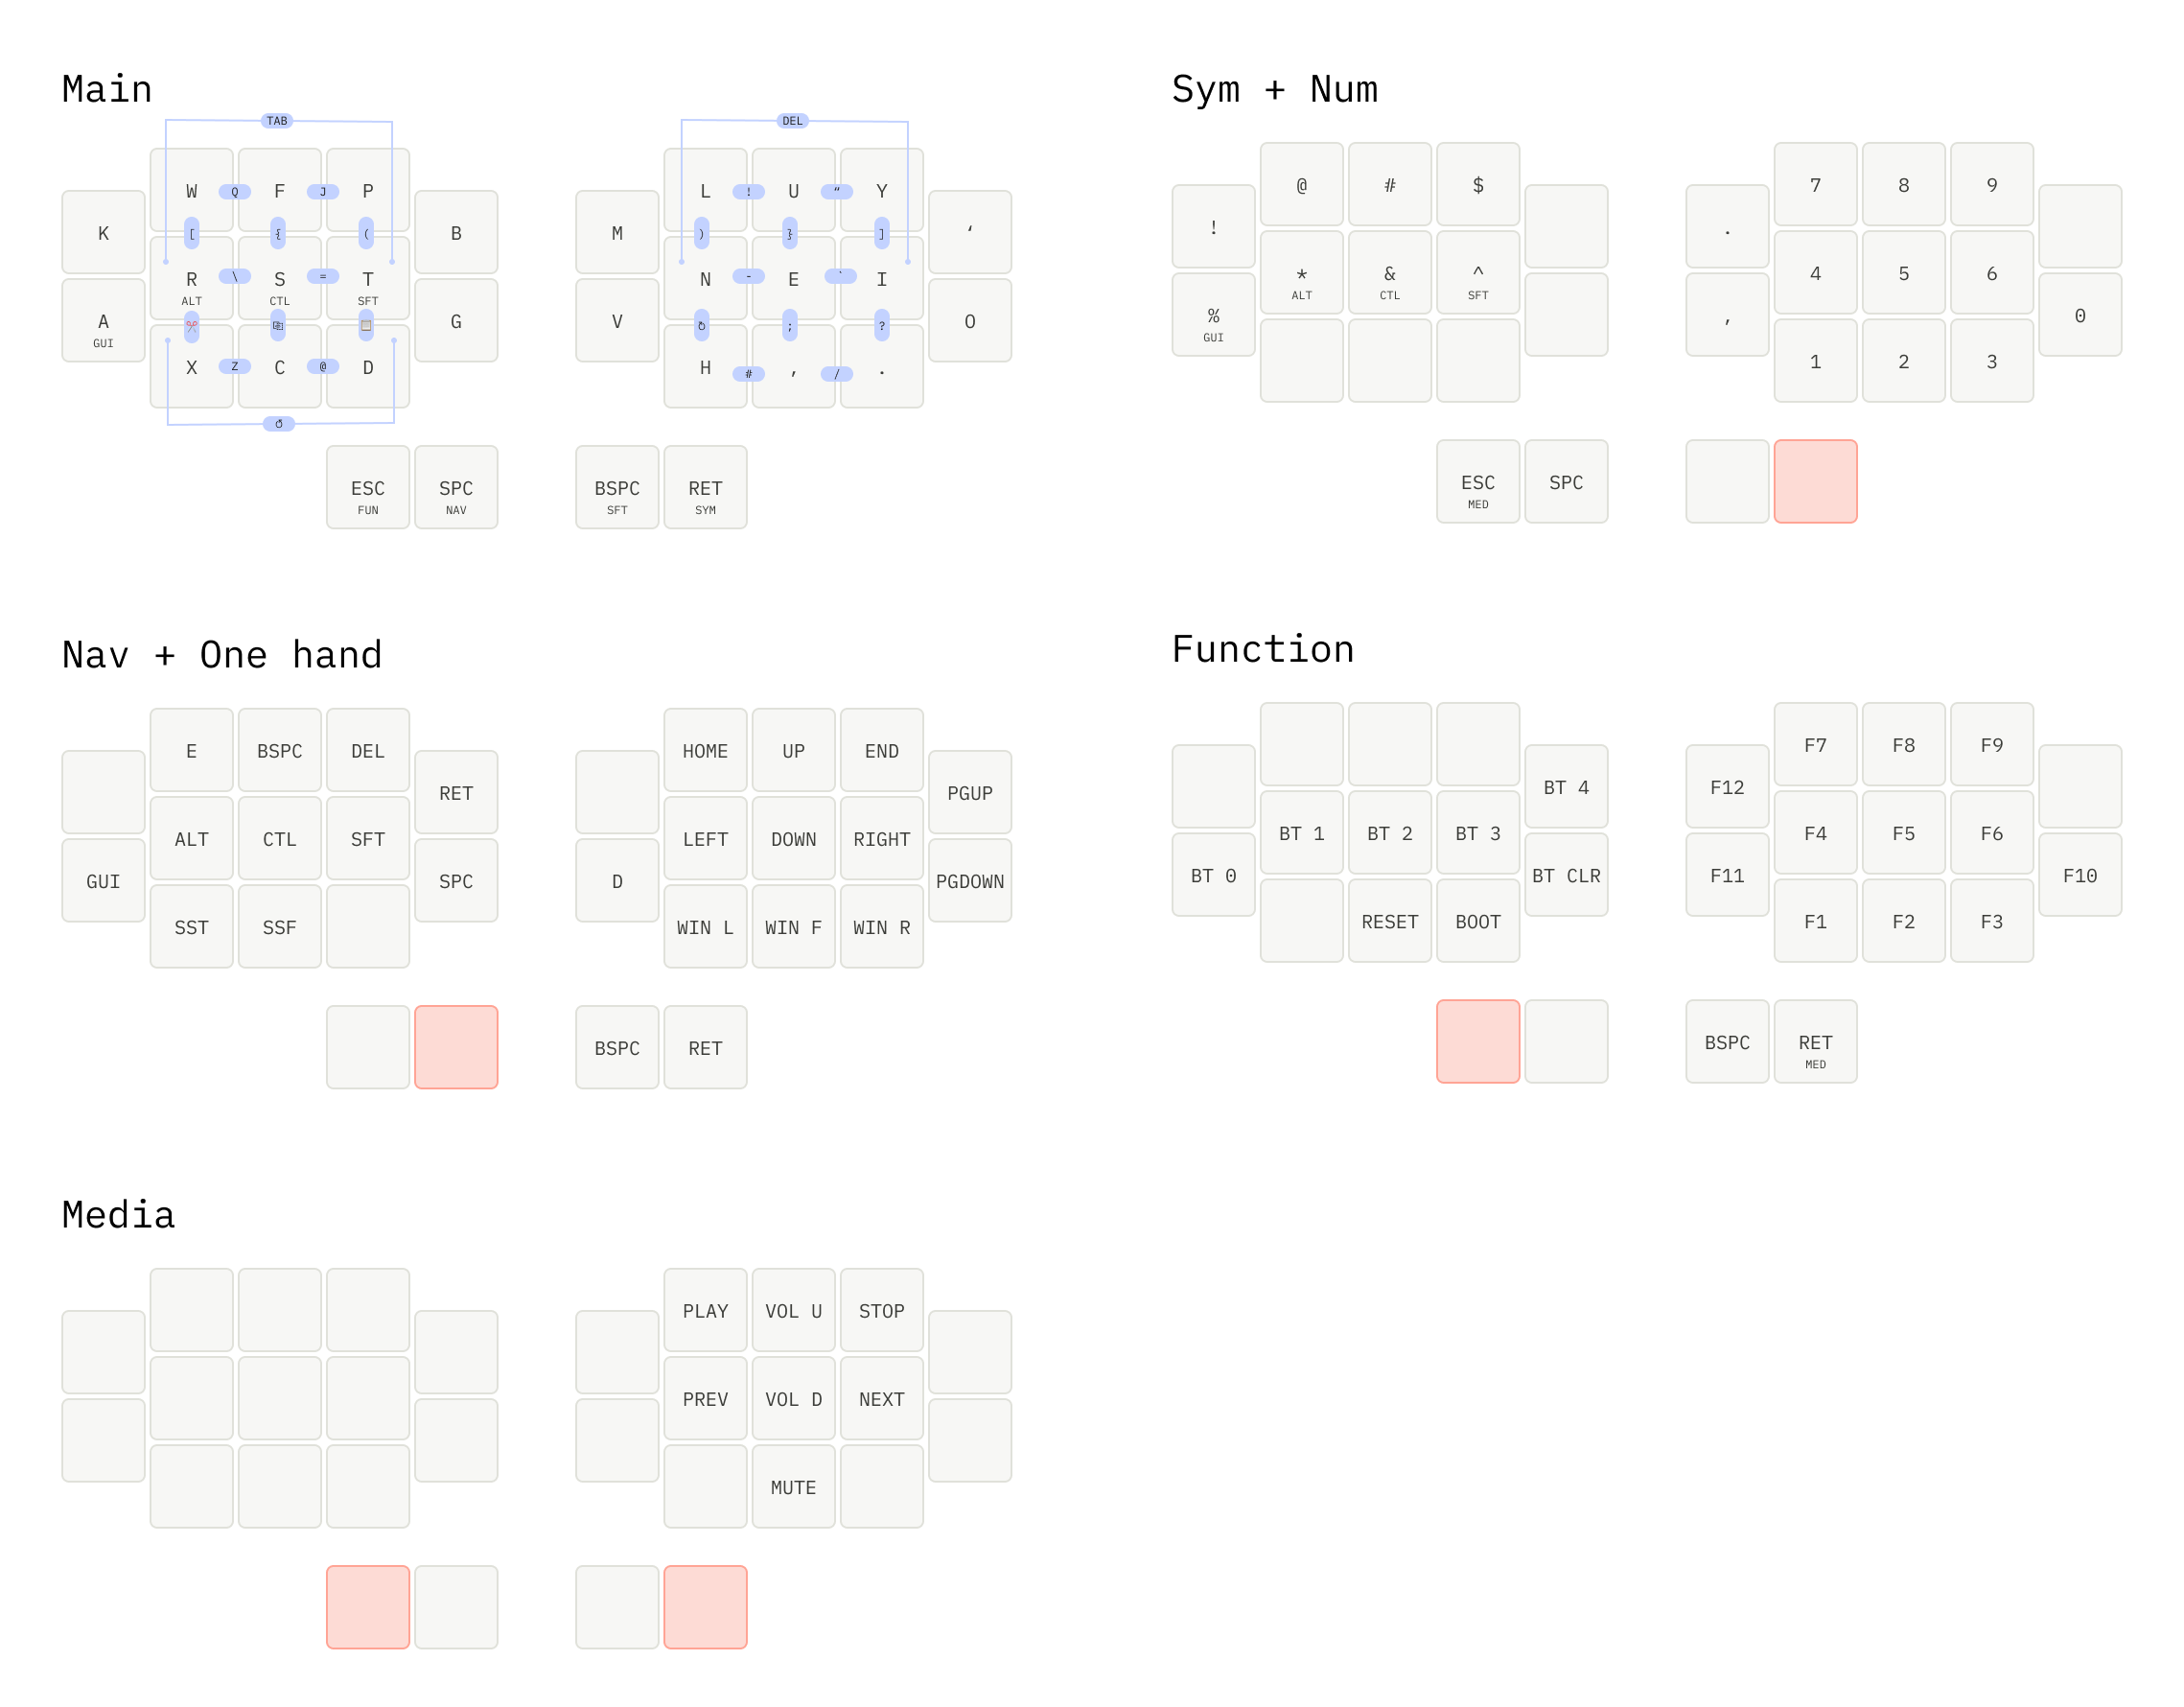 Main
TAB
W Q F J P
K [ { ( B
R \ S = T
ALT CTL SFT
A G
GUI
X Z C @ D
↺
ESC SPC
FUN NAV
DEL
L ! U “ Y
M ) } ] ‘
N - E ` I
V ↻ ; ? O
H # , / .
BSPC RET
SFT SYM
Sym + Num
@ # $
!
* & ^
ALT CTL SFT
%
GUI
ESC SPC
MED
7 8 9
.
4 5 6
, 0
1 2 3
Nav + One hand
E BSPC DEL
RET
ALT CTL SFT
GUI SPC
SST SSF
HOME UP END
PGUP
LEFT DOWN RIGHT
D PGDOWN
WIN L WIN F WIN R
BSPC RET
Function
BT 4
BT 1 BT 2 BT 3
BT 0 BT CLR
RESET BOOT
F7 F8 F9
F12
F4 F5 F6
F11 F10
F1 F2 F3
BSPC RET
MED
Media
PLAY VOL U STOP
PREV VOL D NEXT
MUTE